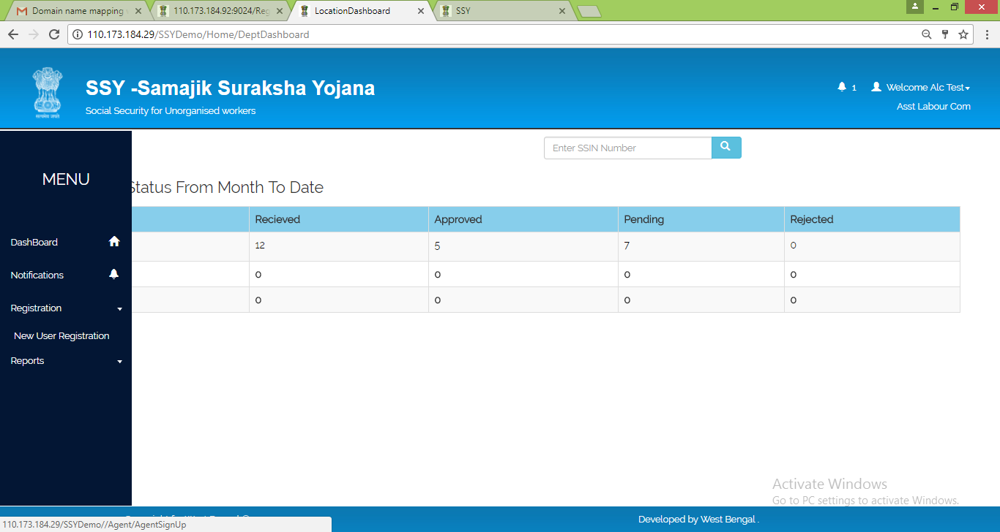 Domain name mapping
110.173.184.92:9024/Reg
LocationDashboard
SSY
110.173.184.29/SSYDemo/Home/DeptDashboard
सत्यमेव जयते
SSY -Samajik Suraksha Yojana
Social Security for Unorganised workers
1 Welcome Alc Test
Asst Labour Com
Enter SSIN Number
MENU
Status From Month To Date
Recieved Approved Pending Rejected
12 5 7 0
0 0 0 0
0 0 0 0
DashBoard
Notifications
Registration
New User Registration
Reports
Activate Windows
Go to PC settings to activate Windows.
Developed by West Bengal .
110.173.184.29/SSYDemo//Agent/AgentSignUp